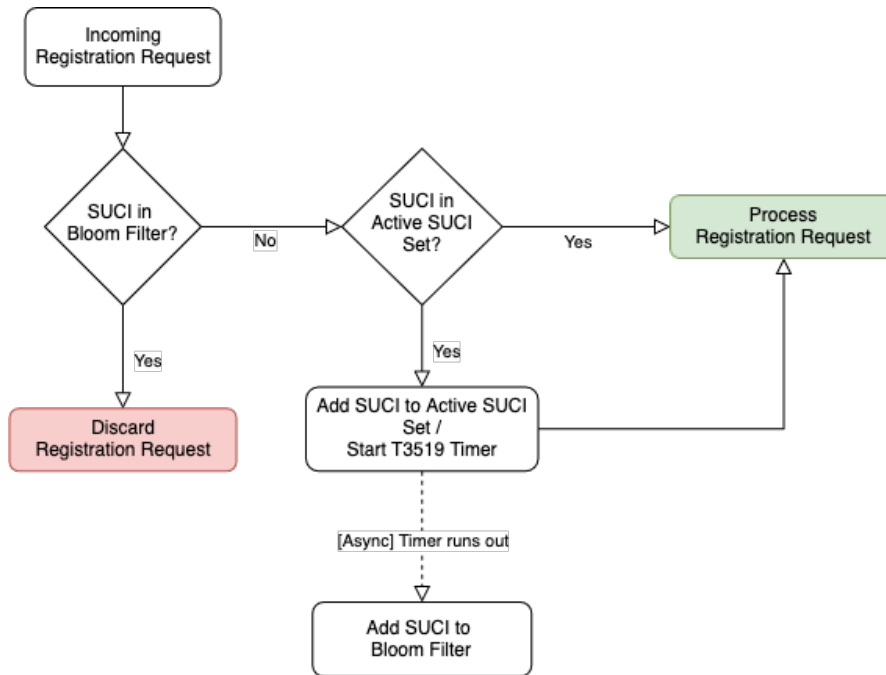 Incoming
Registration Request
SUCI in
Bloom Filter?
No
SUCI in
Active SUCI
Set?
Yes
Process
Registration Request
Yes
Yes
Discard
Registration Request
Add SUCI to Active SUCI
Set /
Start T3519 Timer
[Async] Timer runs out
Add SUCI to
Bloom Filter